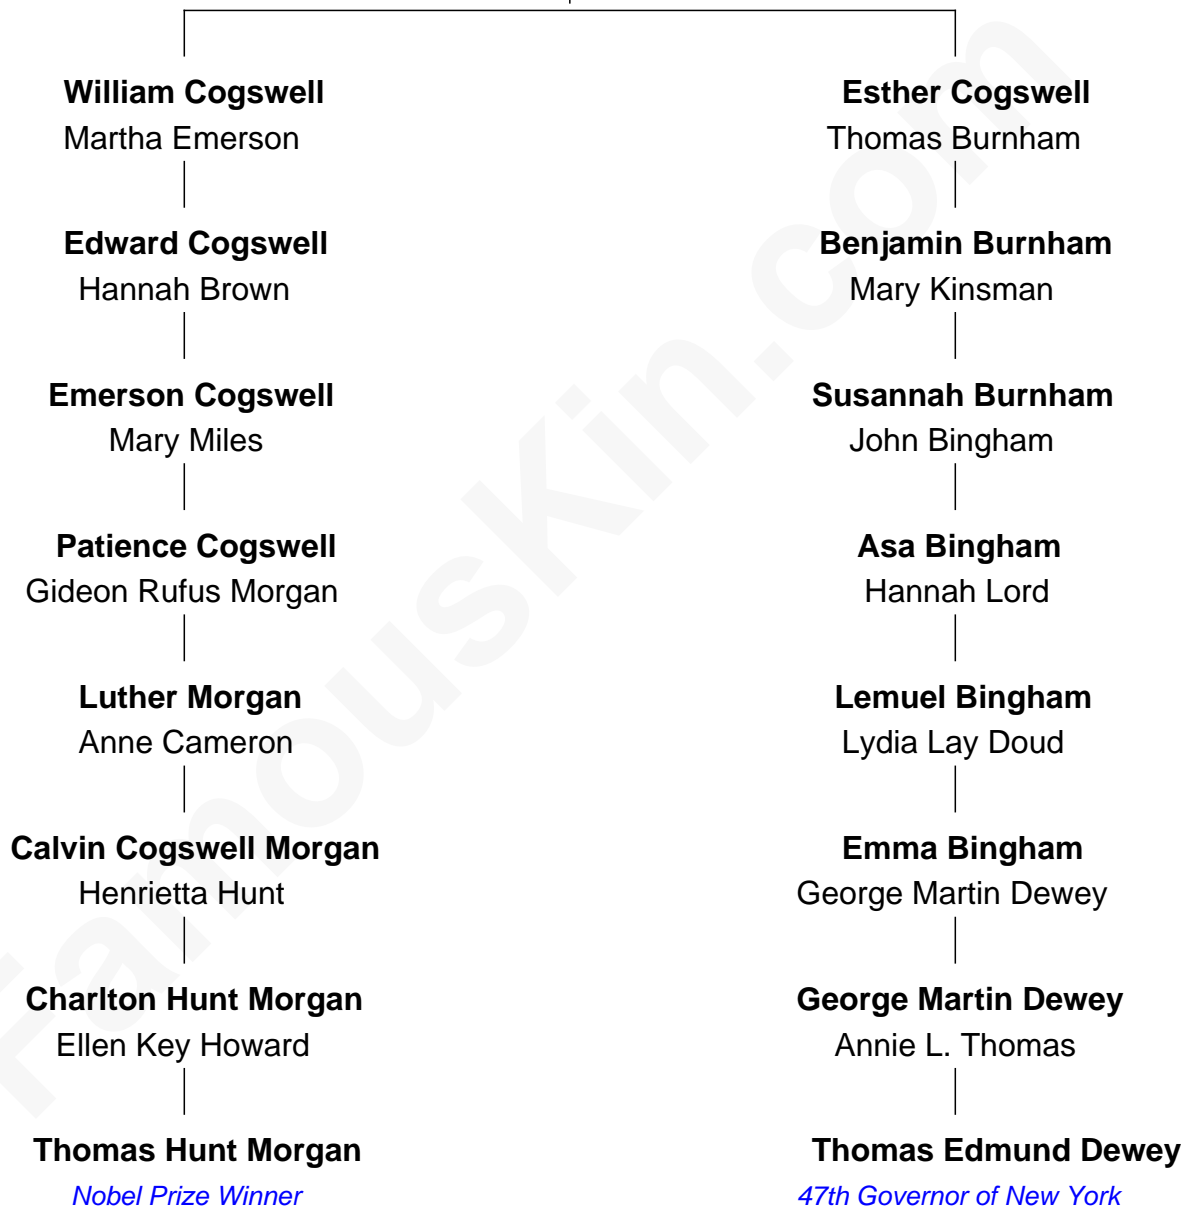 William Cogswell
Martha Emerson
Edward Cogswell
Hannah Brown
Emerson Cogswell
Mary Miles
Patience Cogswell
Gideon Rufus Morgan
Luther Morgan
Anne Cameron
Calvin Cogswell Morgan
Henrietta Hunt
Charlton Hunt Morgan
Ellen Key Howard
Thomas Hunt Morgan
Nobel Prize Winner
Esther Cogswell
Thomas Burnham
Benjamin Burnham
Mary Kinsman
Susannah Burnham
John Bingham
Asa Bingham
Hannah Lord
Lemuel Bingham
Lydia Lay Doud
Emma Bingham
George Martin Dewey
George Martin Dewey
Annie L. Thomas
Thomas Edmund Dewey
47th Governor of New York
FamousKin.com